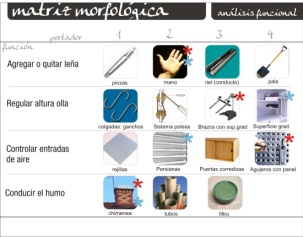 matriz morfológica
análisis funcional
portador 1 2 3 4
función
Agregar o quitar leña
pinzas mano riel (conducto) pala
Regular altura olla
colgadas: ganchos Sistema poleas Brazos con sop.grad Superficie grad.
Controlar entradas
de aire
rejillas Persianas Puertas corredizas Agujeros con panel
Conducir el humo
chimenea tubos filtro